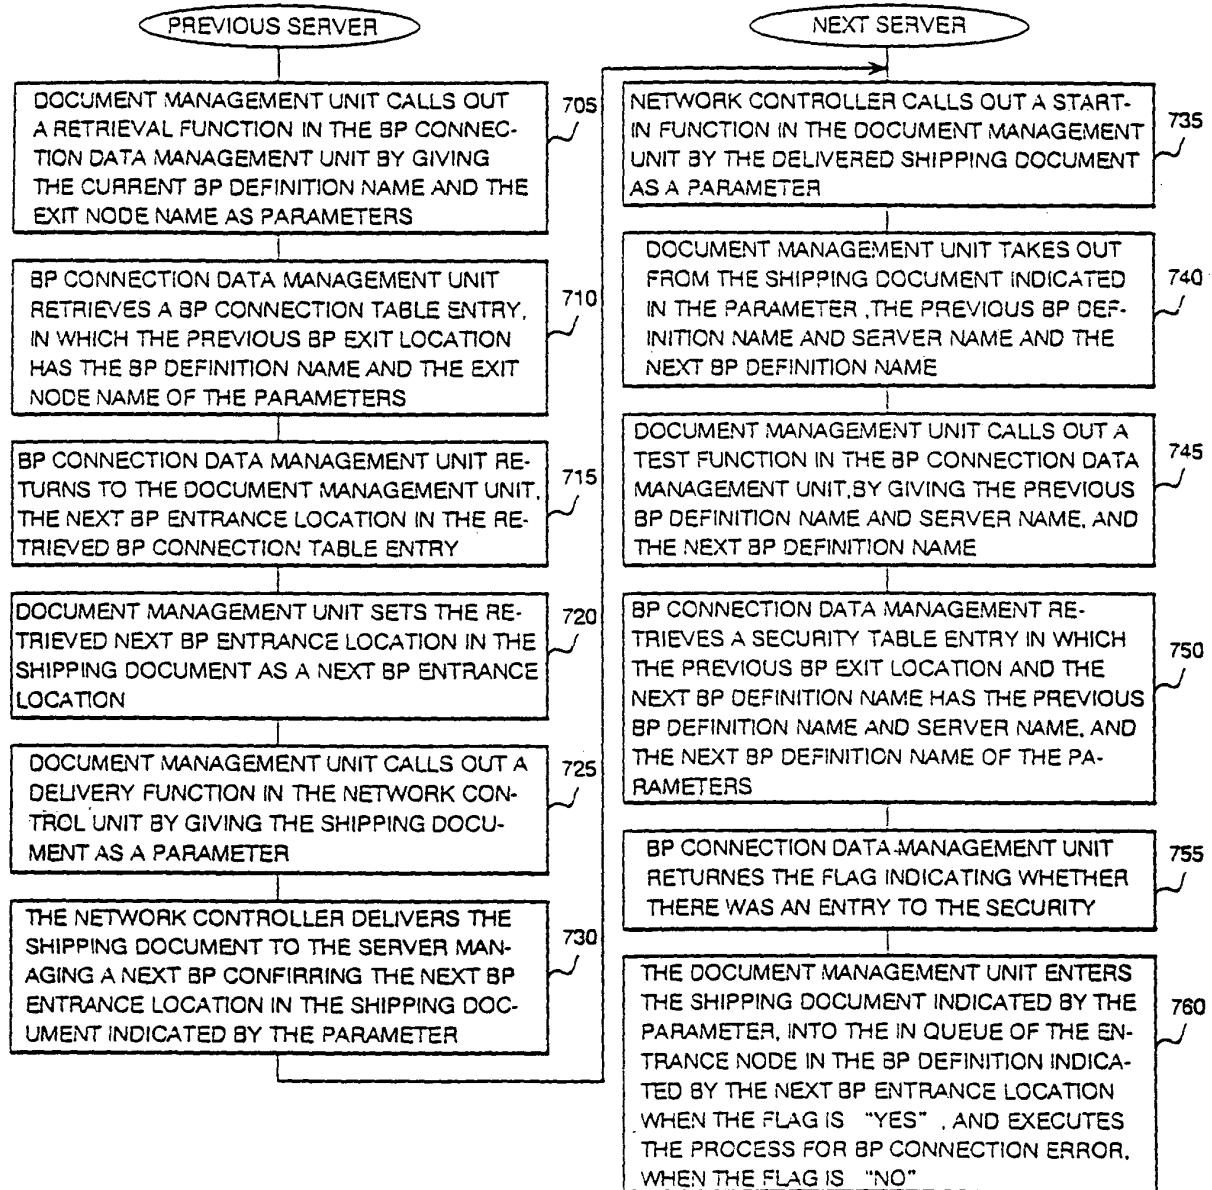 PREVIOUS SERVER
DOCUMENT MANAGEMENT UNIT CALLS OUT
A RETRIEVAL FUNCTION IN THE BP CONNEC-
TION DATA MANAGEMENT UNIT BY GIVING
THE CURRENT BP DEFINITION NAME AND THE
EXIT NODE NAME AS PARAMETERS
705
BP CONNECTION DATA MANAGEMENT UNIT
RETRIEVES A BP CONNECTION TABLE ENTRY,
IN WHICH THE PREVIOUS BP EXIT LOCATION
HAS THE BP DEFINITION NAME AND THE EXIT
NODE NAME OF THE PARAMETERS
710
BP CONNECTION DATA MANAGEMENT UNIT RE-
TURNS TO THE DOCUMENT MANAGEMENT UNIT,
THE NEXT BP ENTRANCE LOCATION IN THE RE-
TRIEVED BP CONNECTION TABLE ENTRY
715
DOCUMENT MANAGEMENT UNIT SETS THE RE-
TRIEVED NEXT BP ENTRANCE LOCATION IN THE
SHIPPING DOCUMENT AS A NEXT BP ENTRANCE
LOCATION
720
DOCUMENT MANAGEMENT UNIT CALLS OUT A
DELIVERY FUNCTION IN THE NETWORK CON-
TROL UNIT BY GIVING THE SHIPPING DOCU-
MENT AS A PARAMETER
725
THE NETWORK CONTROLLER DELIVERS THE
SHIPPING DOCUMENT TO THE SERVER MAN-
AGING A NEXT BP CONFIRRING THE NEXT BP
ENTRANCE LOCATION IN THE SHIPPING DOC-
UMENT INDICATED BY THE PARAMETER
730
NEXT SERVER
NETWORK CONTROLLER CALLS OUT A START-
IN FUNCTION IN THE DOCUMENT MANAGEMENT
UNIT BY THE DELIVERED SHIPPING DOCUMENT
AS A PARAMETER
735
DOCUMENT MANAGEMENT UNIT TAKES OUT
FROM THE SHIPPING DOCUMENT INDICATED
IN THE PARAMETER ,THE PREVIOUS BP DEF-
INITION NAME AND SERVER NAME AND THE
NEXT BP DEFINITION NAME
740
DOCUMENT MANAGEMENT UNIT CALLS OUT A
TEST FUNCTION IN THE BP CONNECTION DATA
MANAGEMENT UNIT,BY GIVING THE PREVIOUS
BP DEFINITION NAME AND SERVER NAME, AND
THE NEXT BP DEFINITION NAME
745
BP CONNECTION DATA MANAGEMENT RE-
TRIEVES A SECURITY TABLE ENTRY IN WHICH
THE PREVIOUS BP EXIT LOCATION AND THE
NEXT BP DEFINITION NAME HAS THE PREVIOUS
BP DEFINITION NAME AND SERVER NAME, AND
THE NEXT BP DEFINITION NAME OF THE PA-
RAMETERS
750
BP CONNECTION DATA MANAGEMENT UNIT
RETURNES THE FLAG INDICATING WHETHER
THERE WAS AN ENTRY TO THE SECURITY
755
THE DOCUMENT MANAGEMENT UNIT ENTERS
THE SHIPPING DOCUMENT INDICATED BY THE
PARAMETER, INTO THE IN QUEUE OF THE EN-
TRANCE NODE IN THE BP DEFINITION INDICA-
TED BY THE NEXT BP ENTRANCE LOCATION
WHEN THE FLAG IS "YES" , AND EXECUTES
THE PROCESS FOR BP CONNECTION ERROR,
WHEN THE FLAG IS "NO"
760